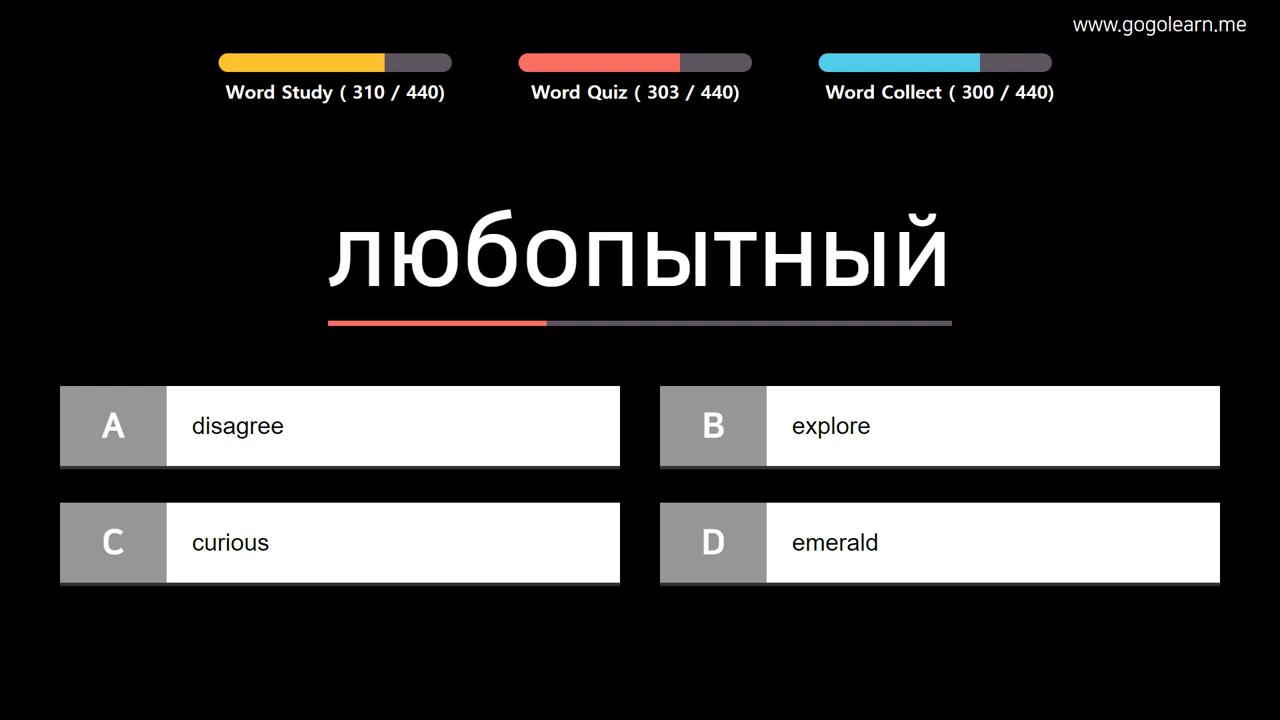 www.gogolearn.me
Word Study ( 310 / 440)
Word Quiz ( 303 / 440)
Word Collect ( 300 / 440)
любопытный
A disagree
B explore
C curious
D emerald